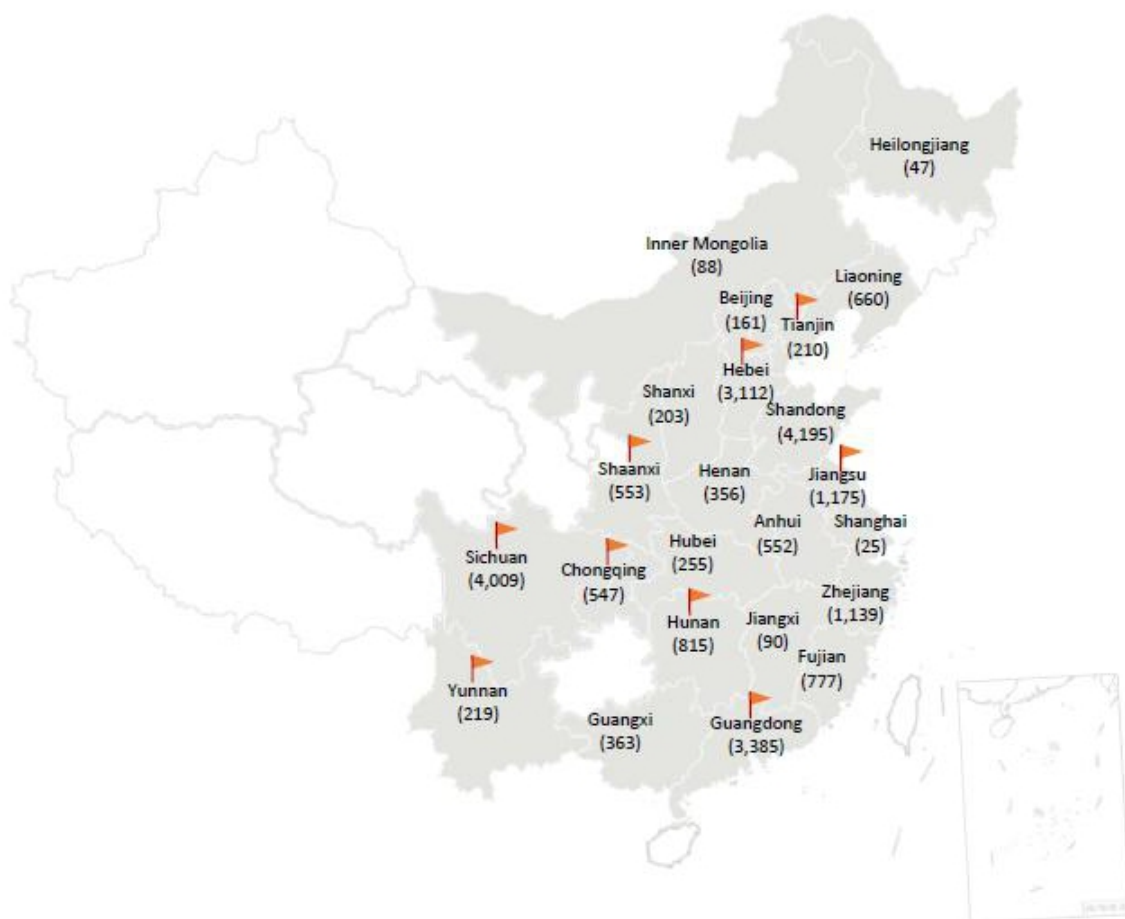 Heilongjiang
(47)
Inner Mongolia
(88)
Liaoning
(660)
Beijing
(161)
Tianjin
(210)
Hebei
(3,112)
Shanxi
(203)
Shandong
(4,195)
Shaanxi
(553)
Henan
(356)
Jiangsu
(1,175)
Anhui
(552)
Shanghai
(25)
Sichuan
(4,009)
Chongqing
(547)
Hubei
(255)
Zhejiang
(1,139)
Hunan
(815)
Jiangxi
(90)
Fujian
(777)
Yunnan
(219)
Guangxi
(363)
Guangdong
(3,385)